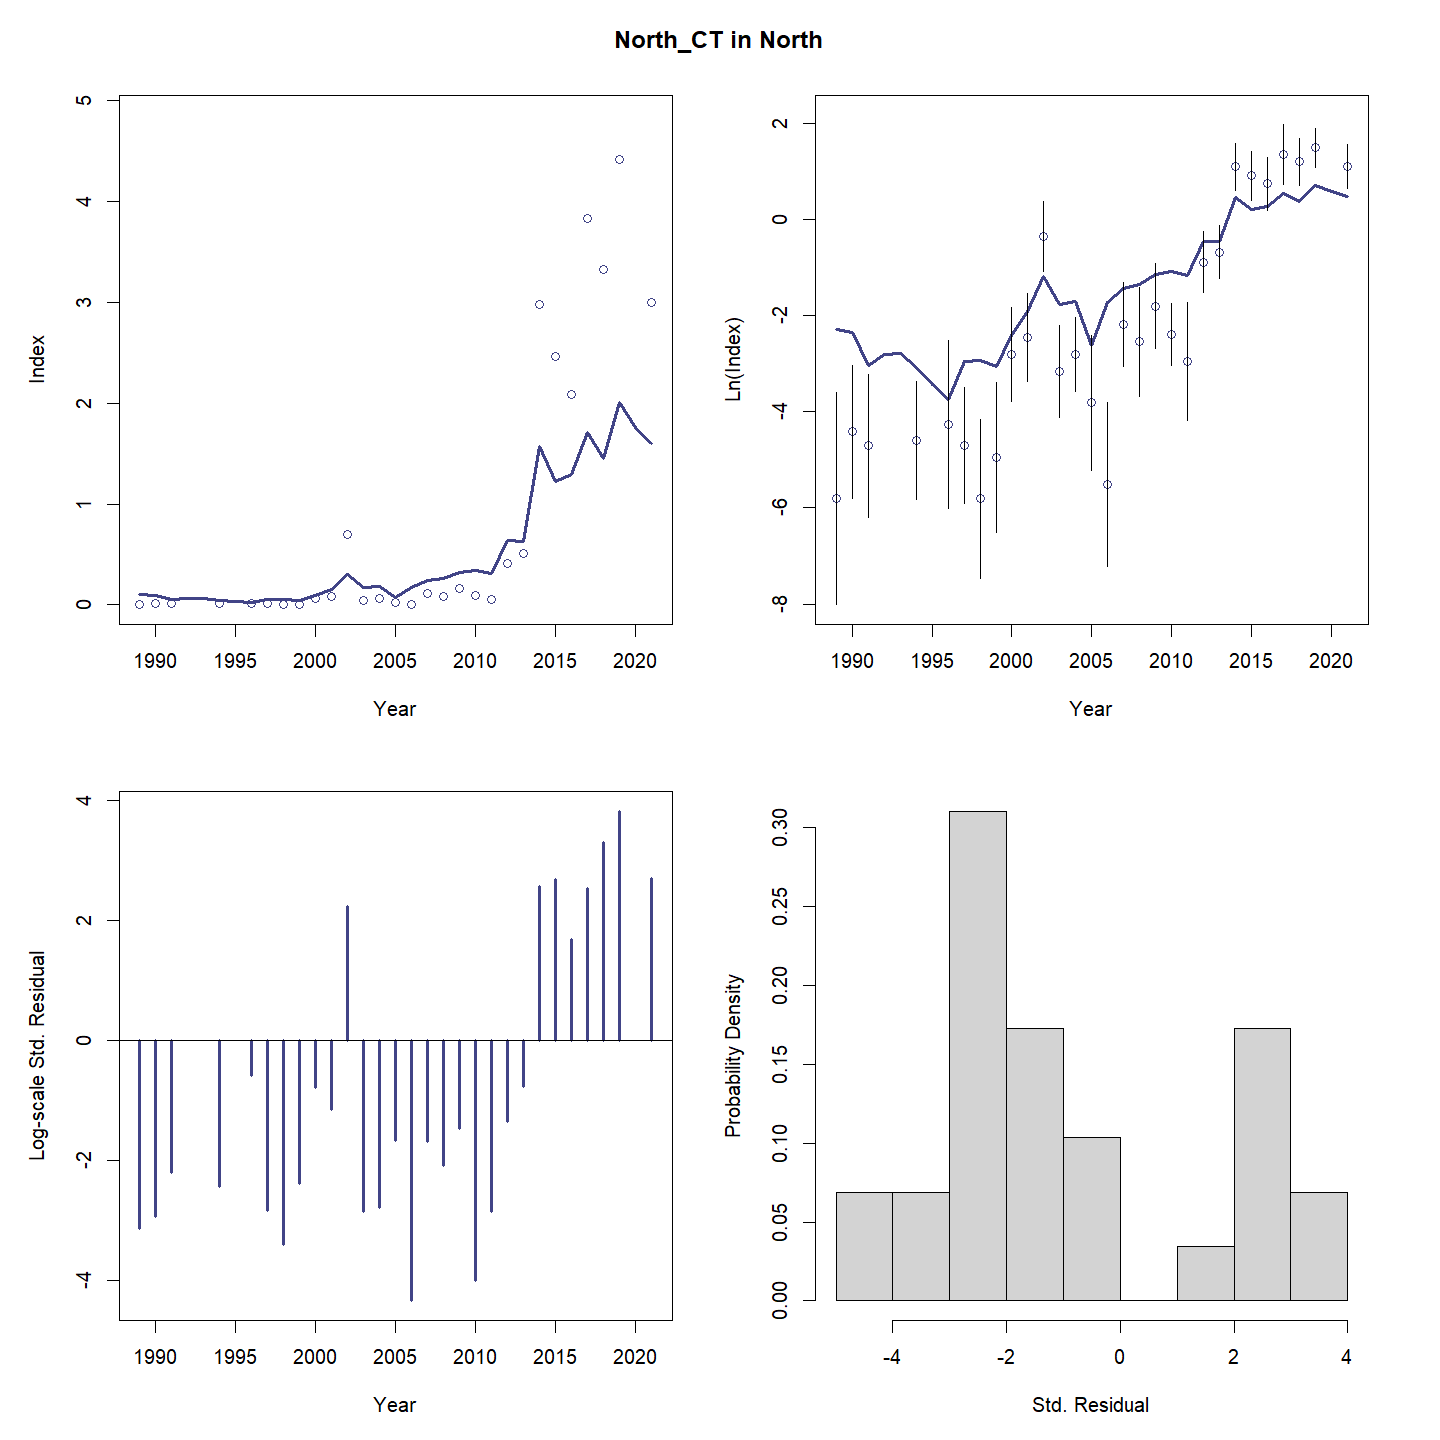 North_CT in North
5
4
3
2
1
0
Index
1990 1995 2000 2005 2010 2015 2020
Year
2
0
-2
-4
-6
-8
Ln(Index)
1990 1995 2000 2005 2010 2015 2020
Year
4
2
0
-2
-4
Log-scale Std. Residual
1990 1995 2000 2005 2010 2015 2020
Year
0.30
0.25
0.20
0.15
0.10
0.05
0.00
Probability Density
-4 -2 0 2 4
Std. Residual